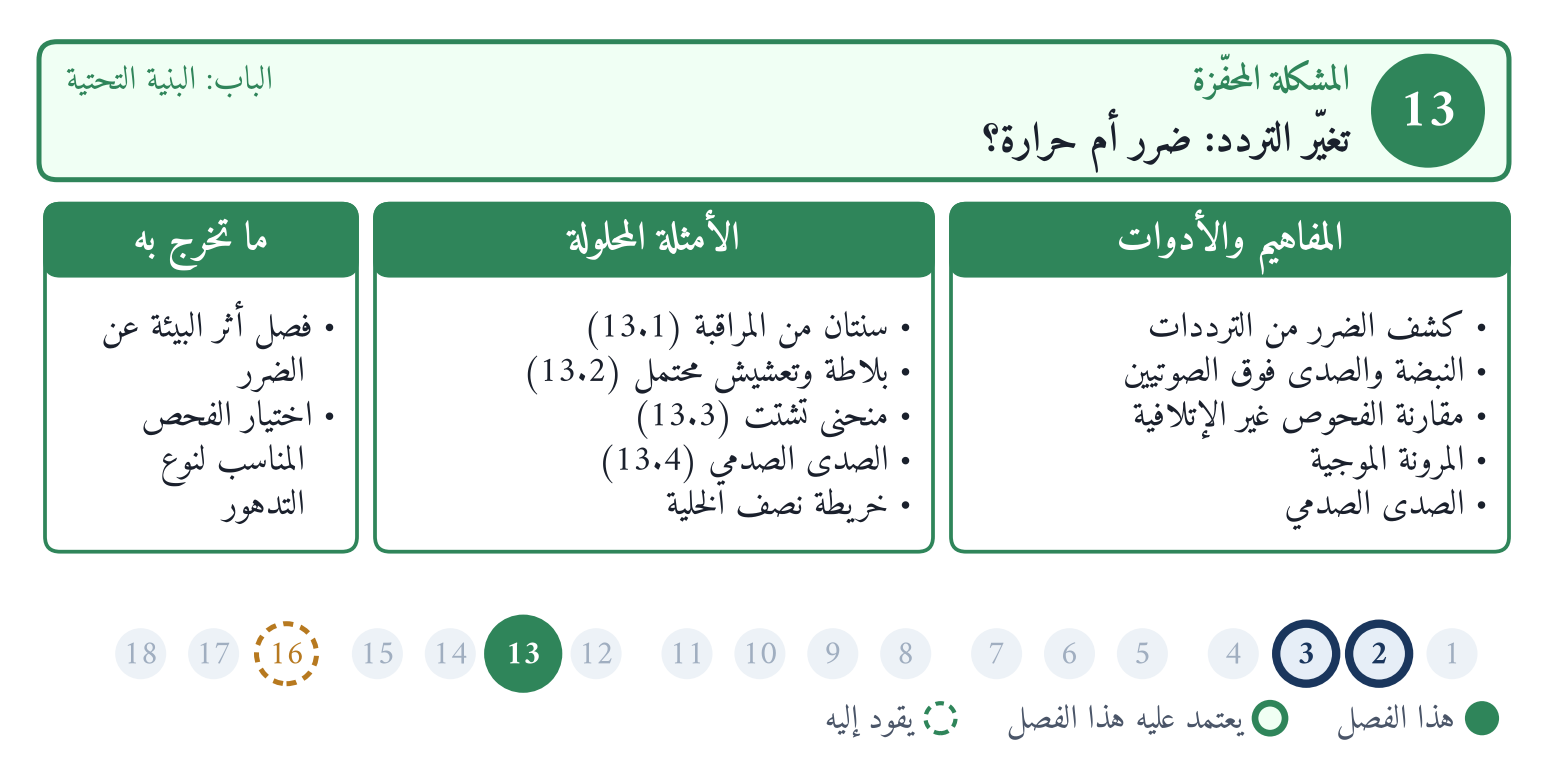 13
المشكلة المحفّزة
الباب: البنية التحتية
تغيّر التردد: ضرر أم حرارة؟
المفاهيم والأدوات
• كشف الضرر من الترددات
• النبضة والصدى فوق الصوتيين
• مقارنة الفحوص غير الإتلافية
• المرونة الموجية
• الصدى الصدمي
الأمثلة المحلولة
• سنتان من المراقبة (13.1)
• بلاطة وتعشيش محتمل (13.2)
• منحنى تشتت (13.3)
• الصدى الصدمي (13.4)
• خريطة نصف الخلية
ما تخرج به
• فصل أثر البيئة عن
الضرر
• اختيار الفحص
المناسب لنوع
التدهور
1 2 3 4 5 6 7 8 9 10 11 12 13 14 15 16 17 18
هذا الفصل يعتمد عليه هذا الفصل يقود إليه